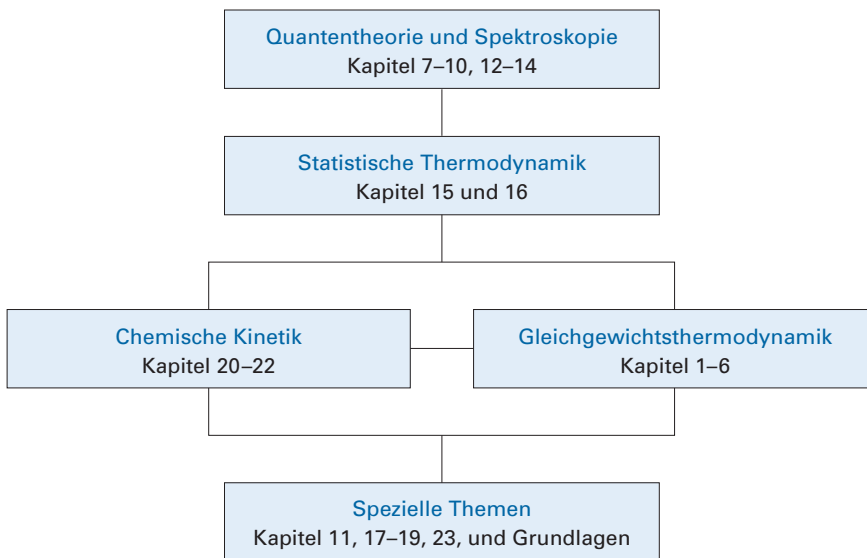 Quantentheorie und Spektroskopie
Kapitel 7–10, 12–14
Statistische Thermodynamik
Kapitel 15 und 16
Chemische Kinetik
Kapitel 20–22
Gleichgewichtsthermodynamik
Kapitel 1–6
Spezielle Themen
Kapitel 11, 17–19, 23, und Grundlagen